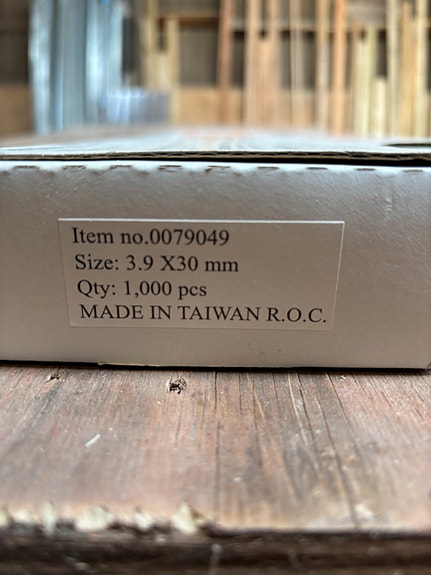 Item no.0079049
Size: 3.9 X30 mm
Qty: 1,000 pcs
MADE IN TAIWAN R.O.C.